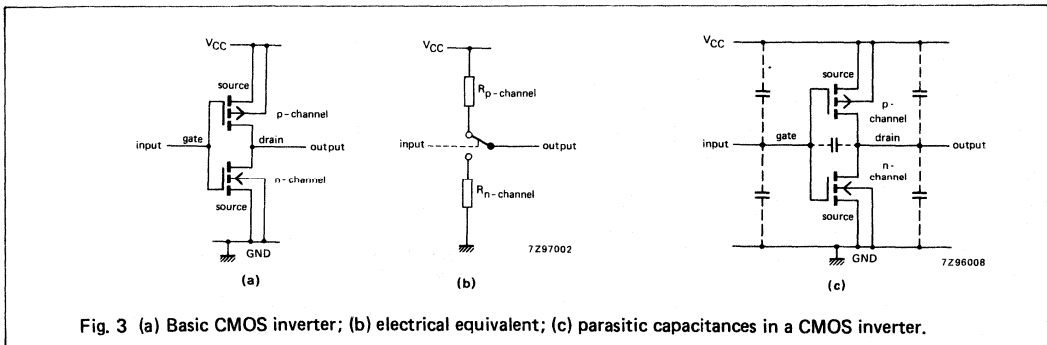 VCC
source
p-channel
gate
drain
input
output
n-channel
source
GND
(a)
VCC
Rp-channel
input
output
Rn-channel
7Z97002
(b)
VCC
source
p-
channel
gate
drain
input
output
n-
channel
source
GND
7Z96008
(c)
Fig. 3 (a) Basic CMOS inverter; (b) electrical equivalent; (c) parasitic capacitances in a CMOS inverter.